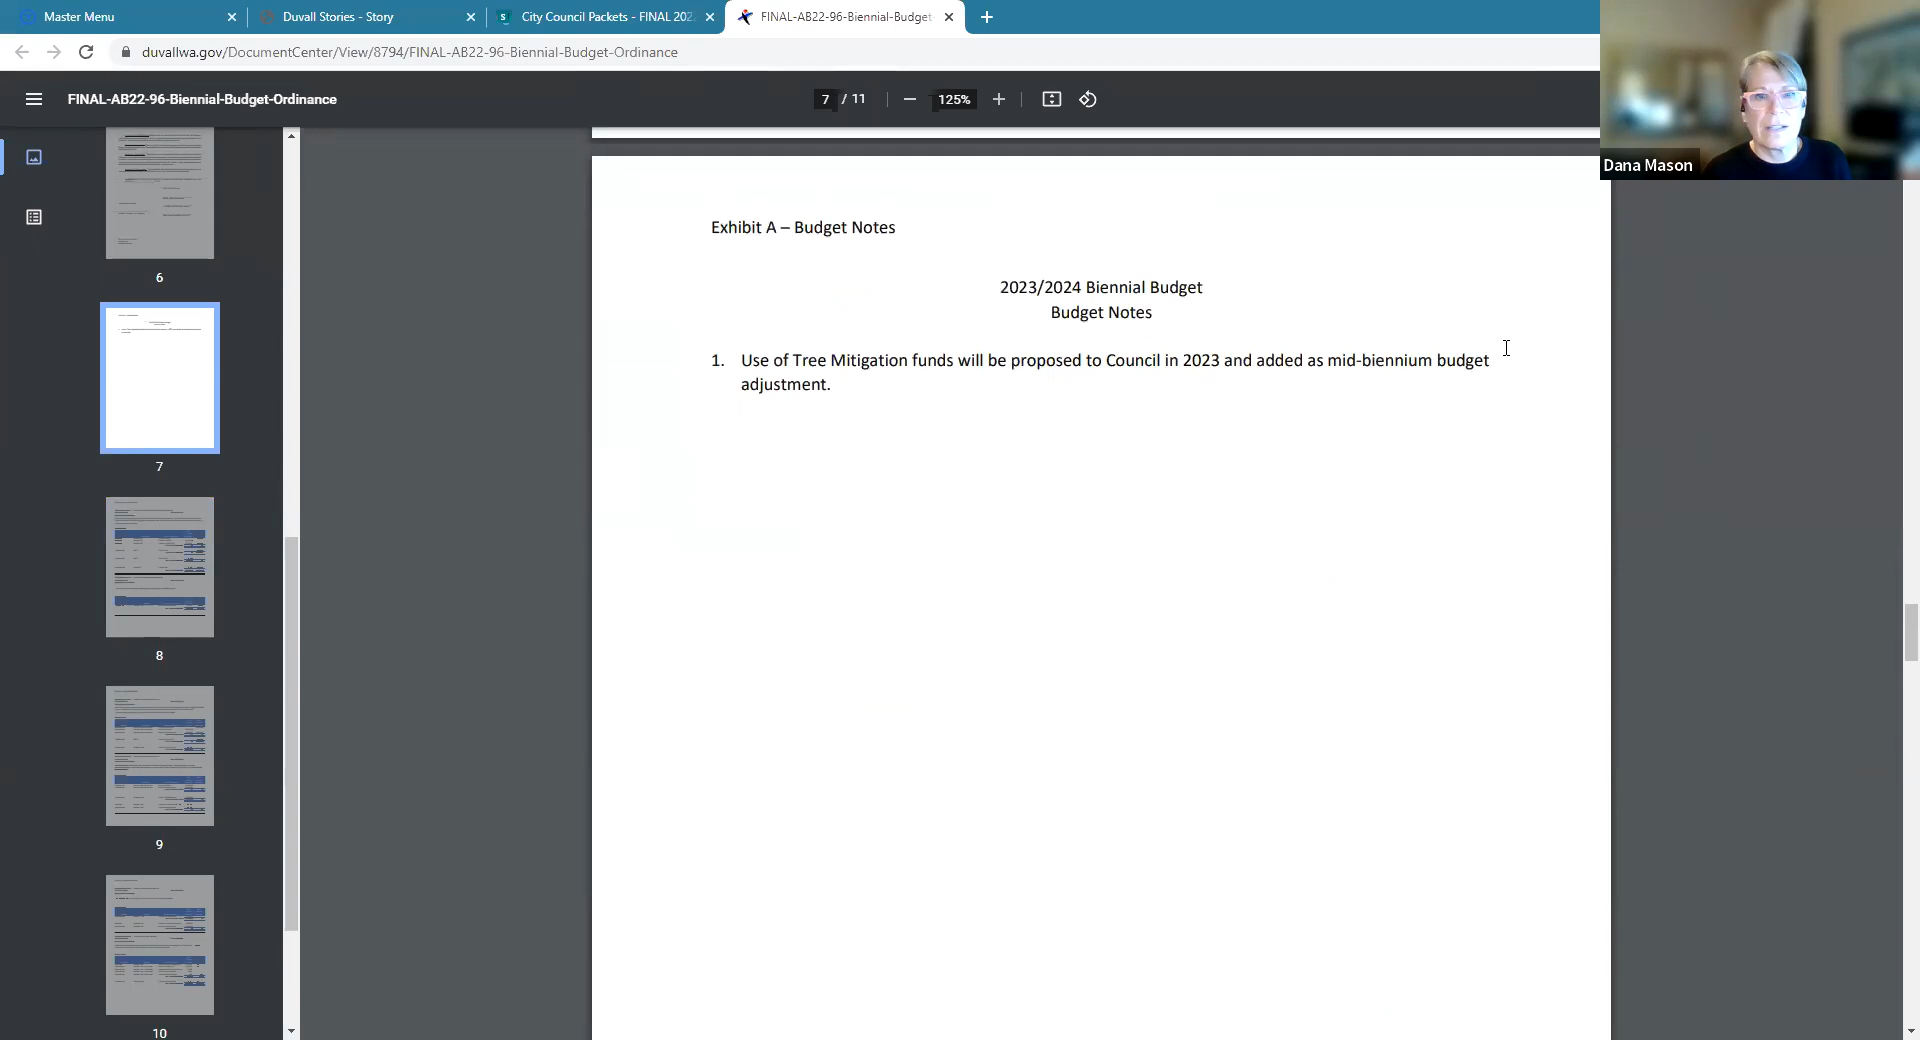 Master Menu
Duvall Stories - Story
City Council Packets - FINAL 202
FINAL-AB22-96-Biennial-Budget-
duvallwa.gov/DocumentCenter/View/8794/FINAL-AB22-96-Biennial-Budget-Ordinance
FINAL-AB22-96-Biennial-Budget-Ordinance
7 / 11
125%
Dana Mason
6
7
8
9
10
Exhibit A – Budget Notes
2023/2024 Biennial Budget
Budget Notes
1. Use of Tree Mitigation funds will be proposed to Council in 2023 and added as mid-biennium budget
adjustment.